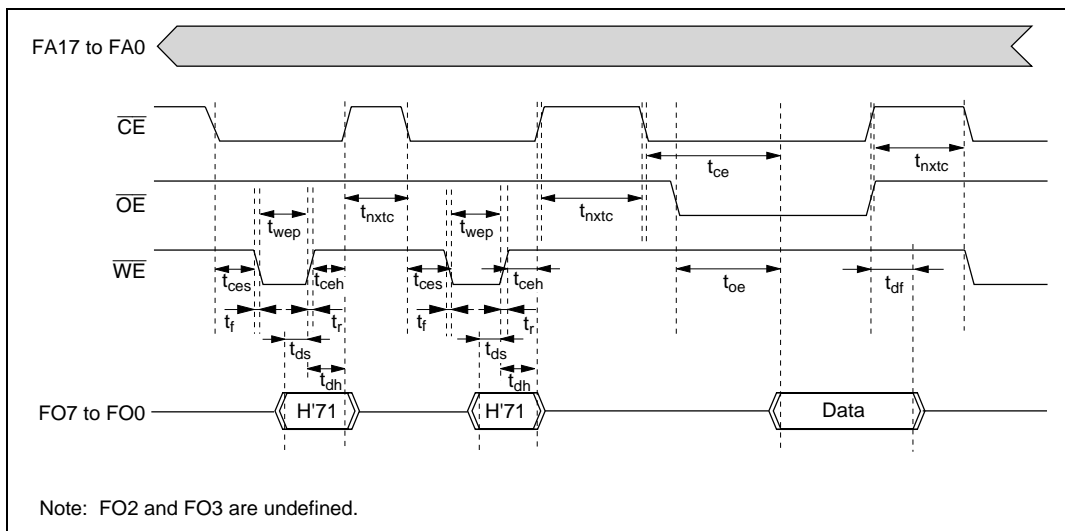 FA17 to FA0
CE
t_ce
t_nxtc
OE
t_wep
t_nxtc
t_wep
t_nxtc
WE
t_ces
t_ceh
t_ces
t_ceh
t_oe
t_df
t_f
t_r
t_f
t_r
t_ds
t_ds
t_dh
t_dh
FO7 to FO0
H'71
H'71
Data
Note: FO2 and FO3 are undefined.